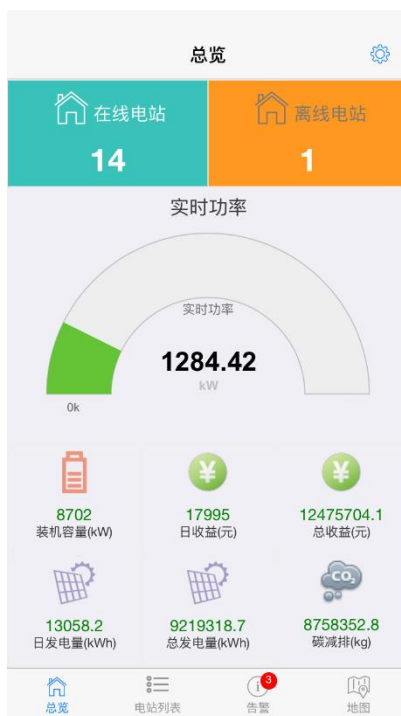 总览
在线电站
14
离线电站
1
实时功率
实时功率
1284.42
kW
0k
8702
装机容量(kW)
17995
日收益(元)
12475704.1
总收益(元)
13058.2
日发电量(kWh)
9219318.7
总发电量(kWh)
CO2
8758352.8
碳减排(kg)
总览
电站列表
3
告警
地图